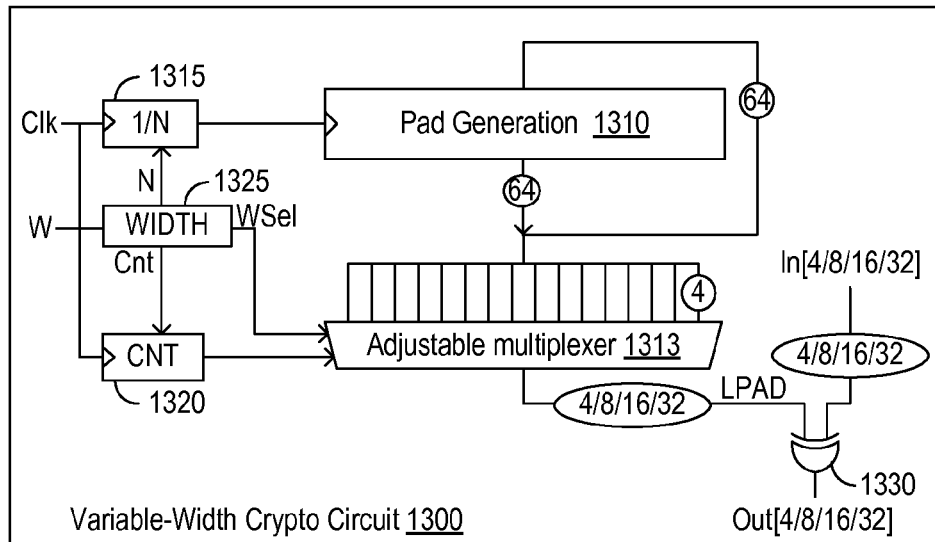 1315
Clk
1/N
Pad Generation 1310
64
N
1325
64
W
WIDTH
WSel
Cnt
In[4/8/16/32]
4
CNT
Adjustable multiplexer 1313
4/8/16/32
1320
4/8/16/32
LPAD
1330
Variable-Width Crypto Circuit 1300
Out[4/8/16/32]